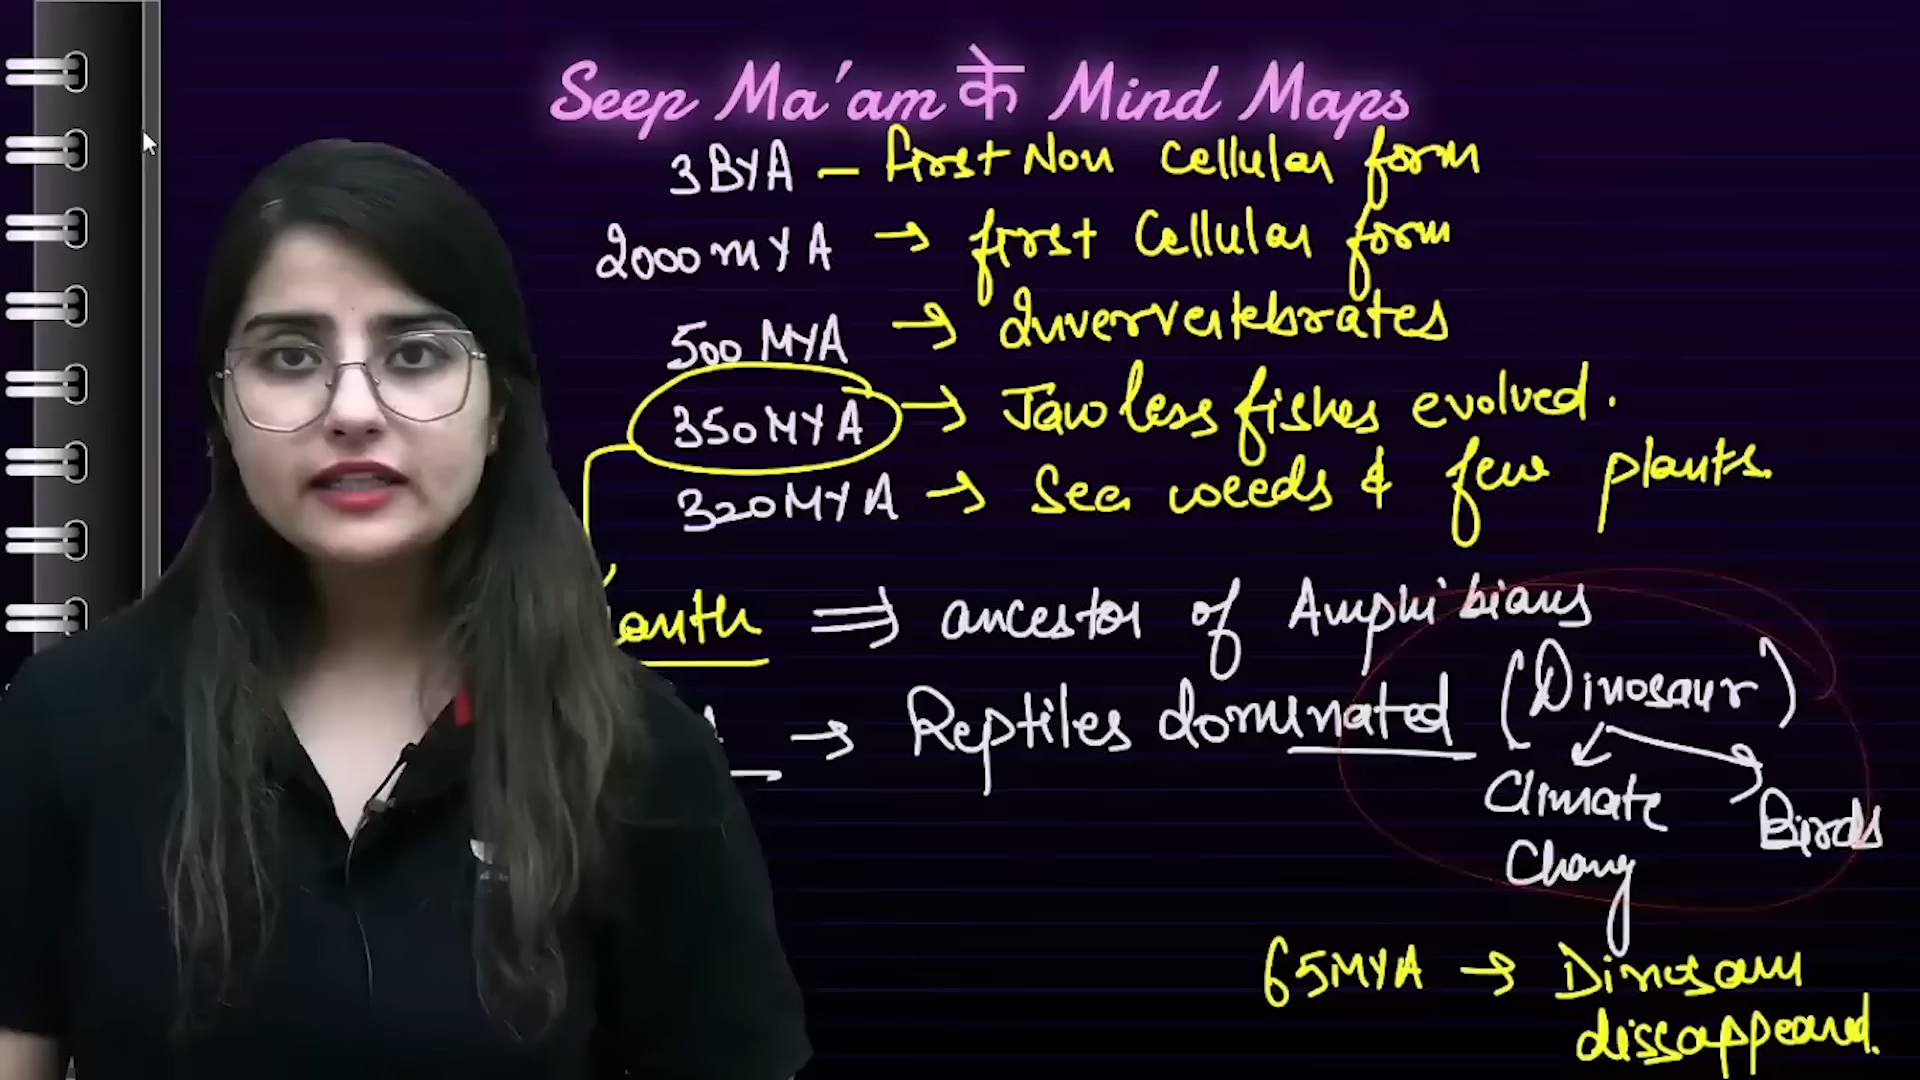 Seep Ma'am के Mind Maps
3BYA – first Non Cellular form
2000 MYA → first Cellular form
500 MYA → Inververtebrates
350 MYA → Jawless fishes evolved.
320 MYA → Sea weeds & few plants.
anth ⇒ ancestor of Amphibians
→ Reptiles dominated (Dinosaur)
Climate
Birds
Chang
65 MYA → Dinosaur
dissappeared.